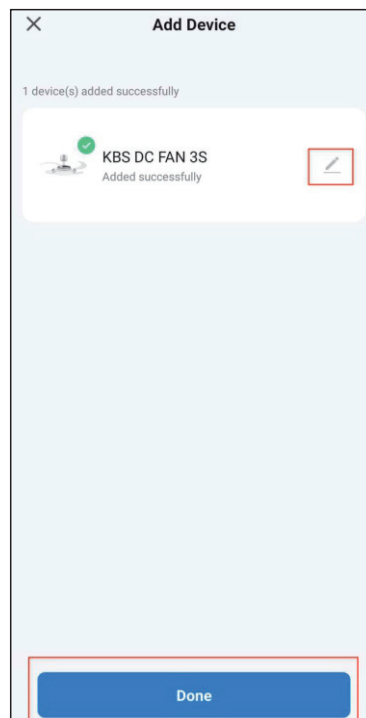 Add Device
1 device(s) added successfully
KBS DC FAN 3S
Added successfully
Done